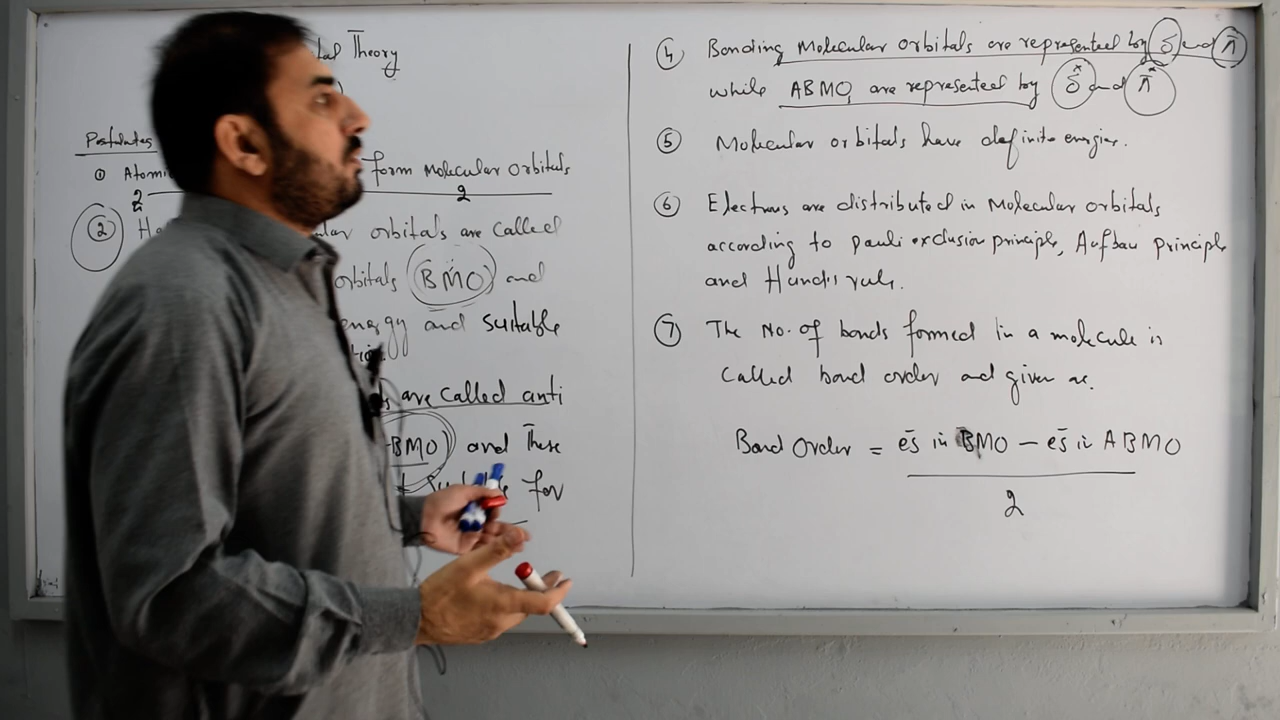 Theory
Postulates
① Atomi form Molecular Orbitals
2 2
② orbitals are called
orbitals (BMO) and
energy and suitable
are called anti
BMO) and These
for
④ Bonding Molecular orbitals are represented by δ and π
while ABMO, are represented by δ* and π*
⑤ Molecular orbitals have definite energies.
⑥ Electrons are distributed in Molecular orbitals
according to pauli exclusion principle, Aufbau principle
and Hund's rule.
⑦ The No. of bonds formed in a molecule is
called bond order and given as.
Bond Order = es̄ in BMO – es̄ in ABMO
2